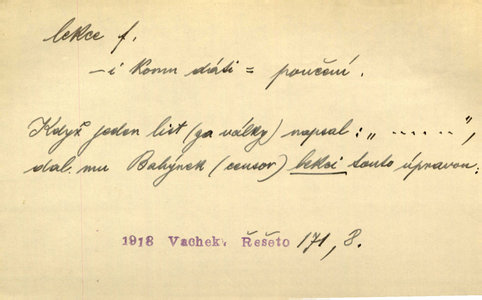 lekce f.
– i komu dáti = poučení.
Když jeden list (za války) napsal: „ ..... ",
dal mu Bahýnek (censor) lekci touto úpravou:
1918 Vachek, Řešeto 171, 8.